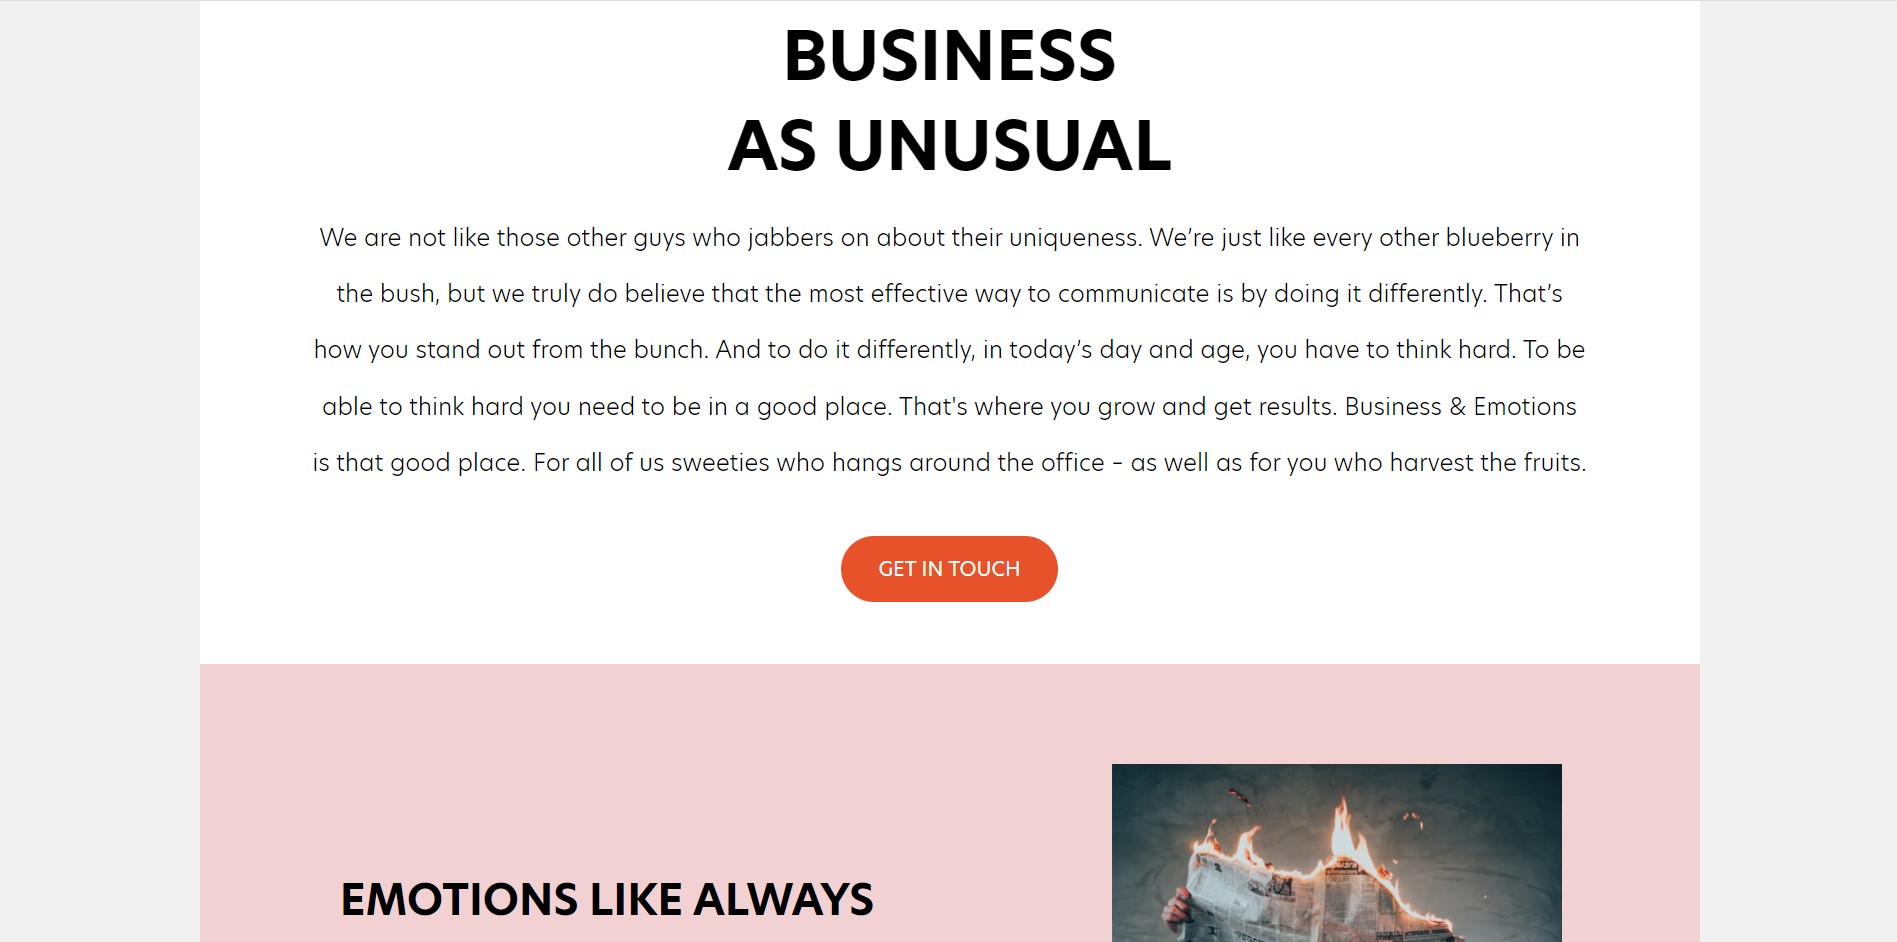 BUSINESS
AS UNUSUAL
We are not like those other guys who jabbers on about their uniqueness. We’re just like every other blueberry in
the bush, but we truly do believe that the most effective way to communicate is by doing it differently. That’s
how you stand out from the bunch. And to do it differently, in today’s day and age, you have to think hard. To be
able to think hard you need to be in a good place. That's where you grow and get results. Business & Emotions
is that good place. For all of us sweeties who hangs around the office – as well as for you who harvest the fruits.
GET IN TOUCH
EMOTIONS LIKE ALWAYS